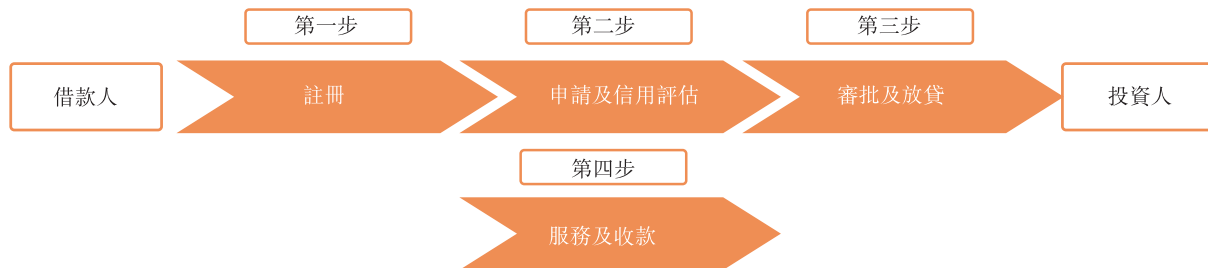 第一步
第二步
第三步
借款人
註冊
申請及信用評估
審批及放貸
投資人
第四步
服務及收款